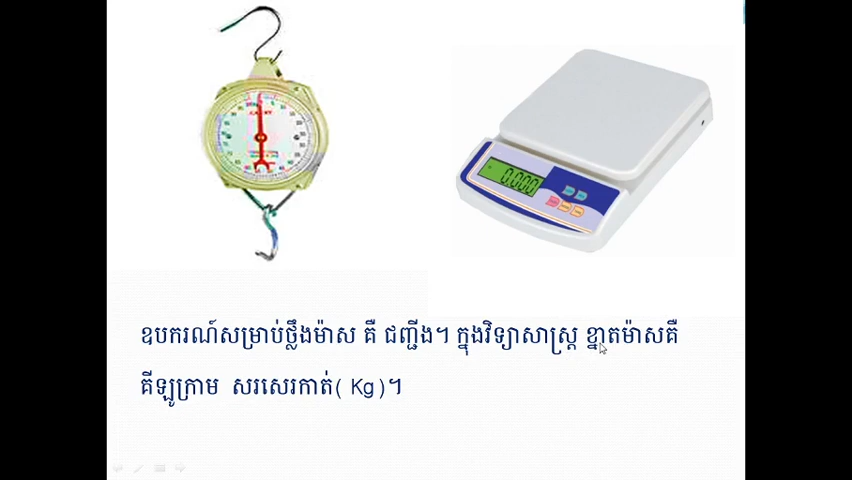 0.000
ឧបករណ៍សម្រាប់ថ្លឹងម៉ាស គឺ ជញ្ជីង។ ក្នុងវិទ្យាសាស្ត្រ ខ្នាតម៉ាសគឺ
គីឡូក្រាម សរសេរកាត់( Kg)។